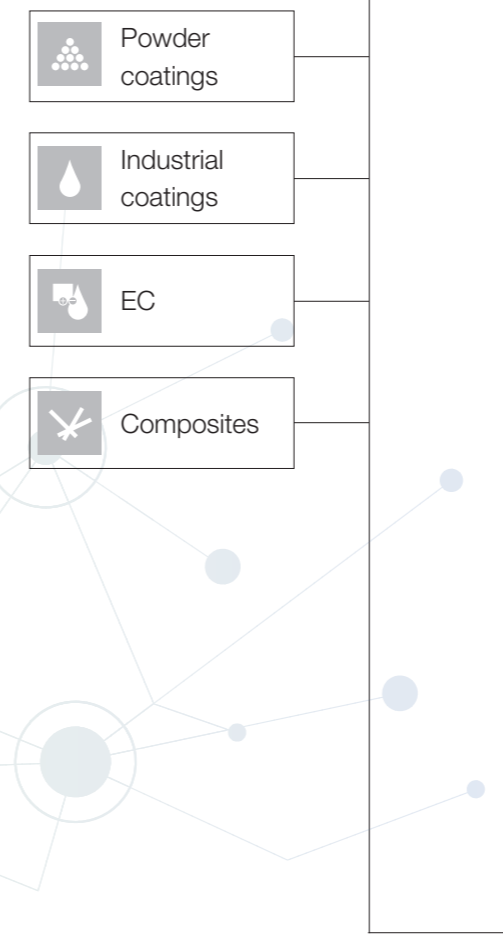 Powder
coatings
Industrial
coatings
EC
Composites